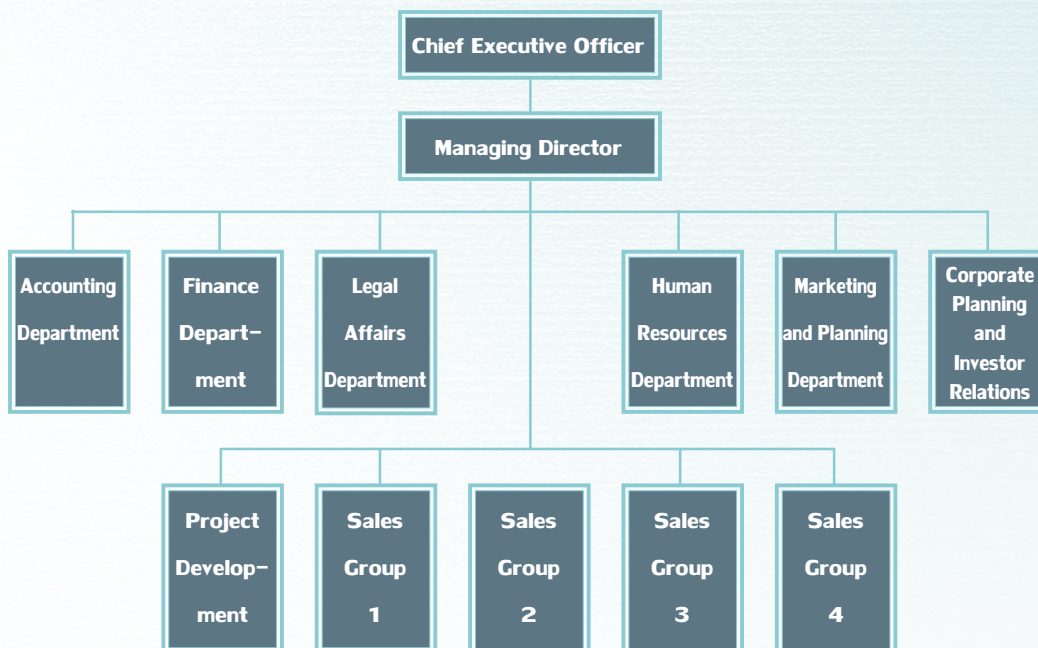 Chief Executive Officer
Managing Director
Accounting
Department
Finance
Depart-
ment
Legal
Affairs
Department
Human
Resources
Department
Marketing
and Planning
Department
Corporate
Planning
and
Investor
Relations
Project
Develop-
ment
Sales
Group
1
Sales
Group
2
Sales
Group
3
Sales
Group
4